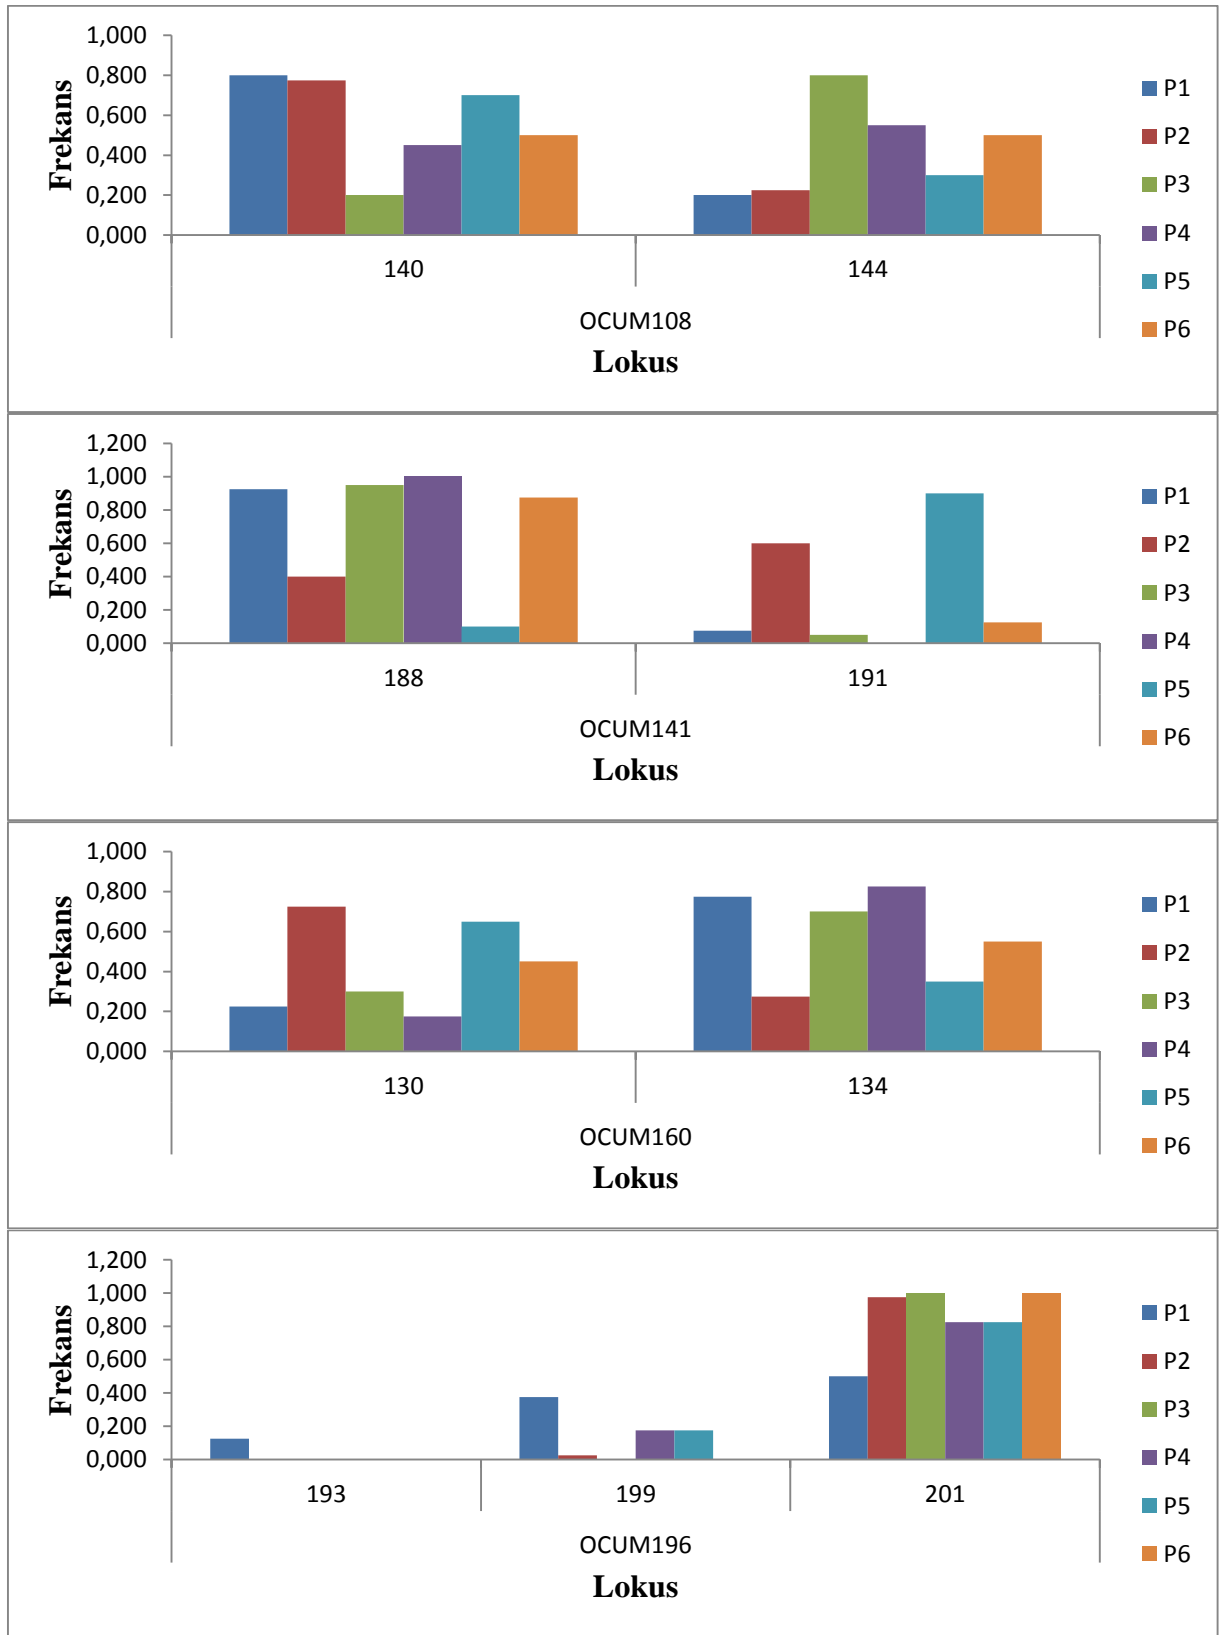 1,000
0,800
0,600
0,400
0,200
0,000
Frekans
140
144
OCUM108
Lokus
P1
P2
P3
P4
P5
P6
1,200
1,000
0,800
0,600
0,400
0,200
0,000
Frekans
188
191
OCUM141
Lokus
P1
P2
P3
P4
P5
P6
1,000
0,800
0,600
0,400
0,200
0,000
Frekans
130
134
OCUM160
Lokus
P1
P2
P3
P4
P5
P6
1,200
1,000
0,800
0,600
0,400
0,200
0,000
Frekans
193
199
201
OCUM196
Lokus
P1
P2
P3
P4
P5
P6